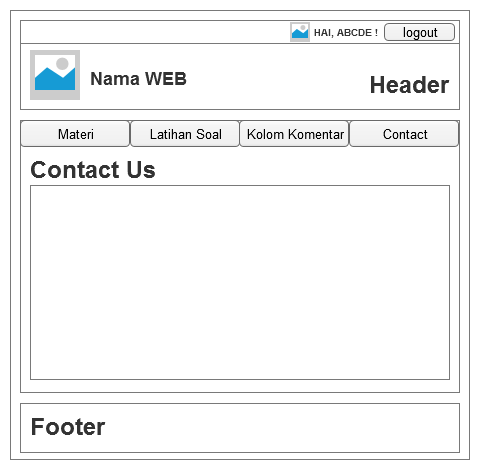 HAI, ABCDE !
logout
Nama WEB
Header
Materi
Latihan Soal
Kolom Komentar
Contact
Contact Us
Footer